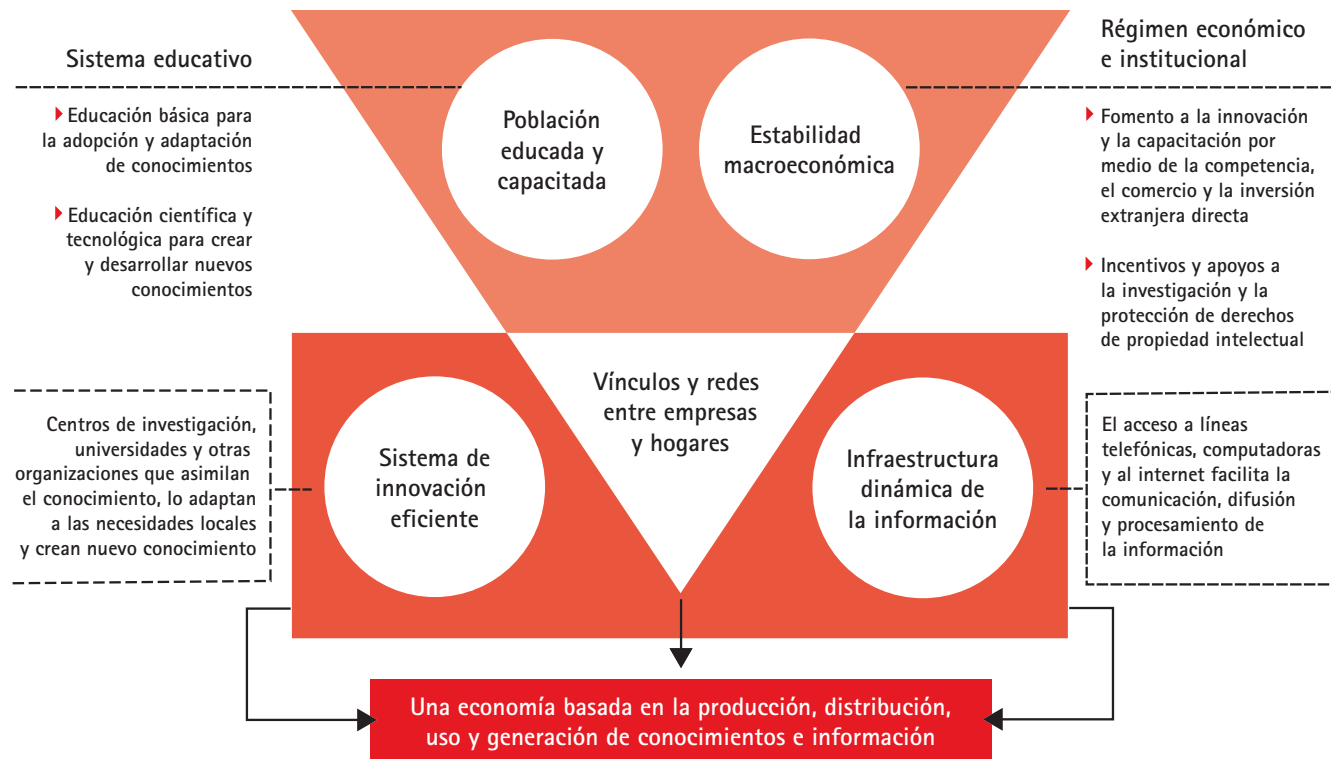 Sistema educativo
Educación básica para
la adopción y adaptación
de conocimientos
Educación científica y
tecnológica para crear
y desarrollar nuevos
conocimientos
Población
educada y
capacitada
Estabilidad
macroeconómica
Régimen económico
e institucional
Fomento a la innovación
y la capacitación por
medio de la competencia,
el comercio y la inversión
extranjera directa
Incentivos y apoyos a
la investigación y la
protección de derechos
de propiedad intelectual
Centros de investigación,
universidades y otras
organizaciones que asimilan
el conocimiento, lo adaptan
a las necesidades locales
y crean nuevo conocimiento
Sistema de
innovación
eficiente
Vínculos y redes
entre empresas
y hogares
Infraestructura
dinámica de
la información
El acceso a líneas
telefónicas, computadoras
y al internet facilita la
comunicación, difusión
y procesamiento de
la información
Una economía basada en la producción, distribución,
uso y generación de conocimientos e información